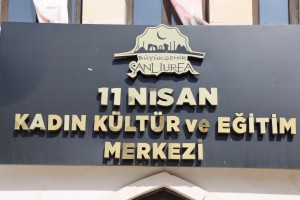 BÜYÜKŞEHİR
ŞANLIURFA
11 NİSAN
KADIN KÜLTÜR ve EĞİTİM
MERKEZİ